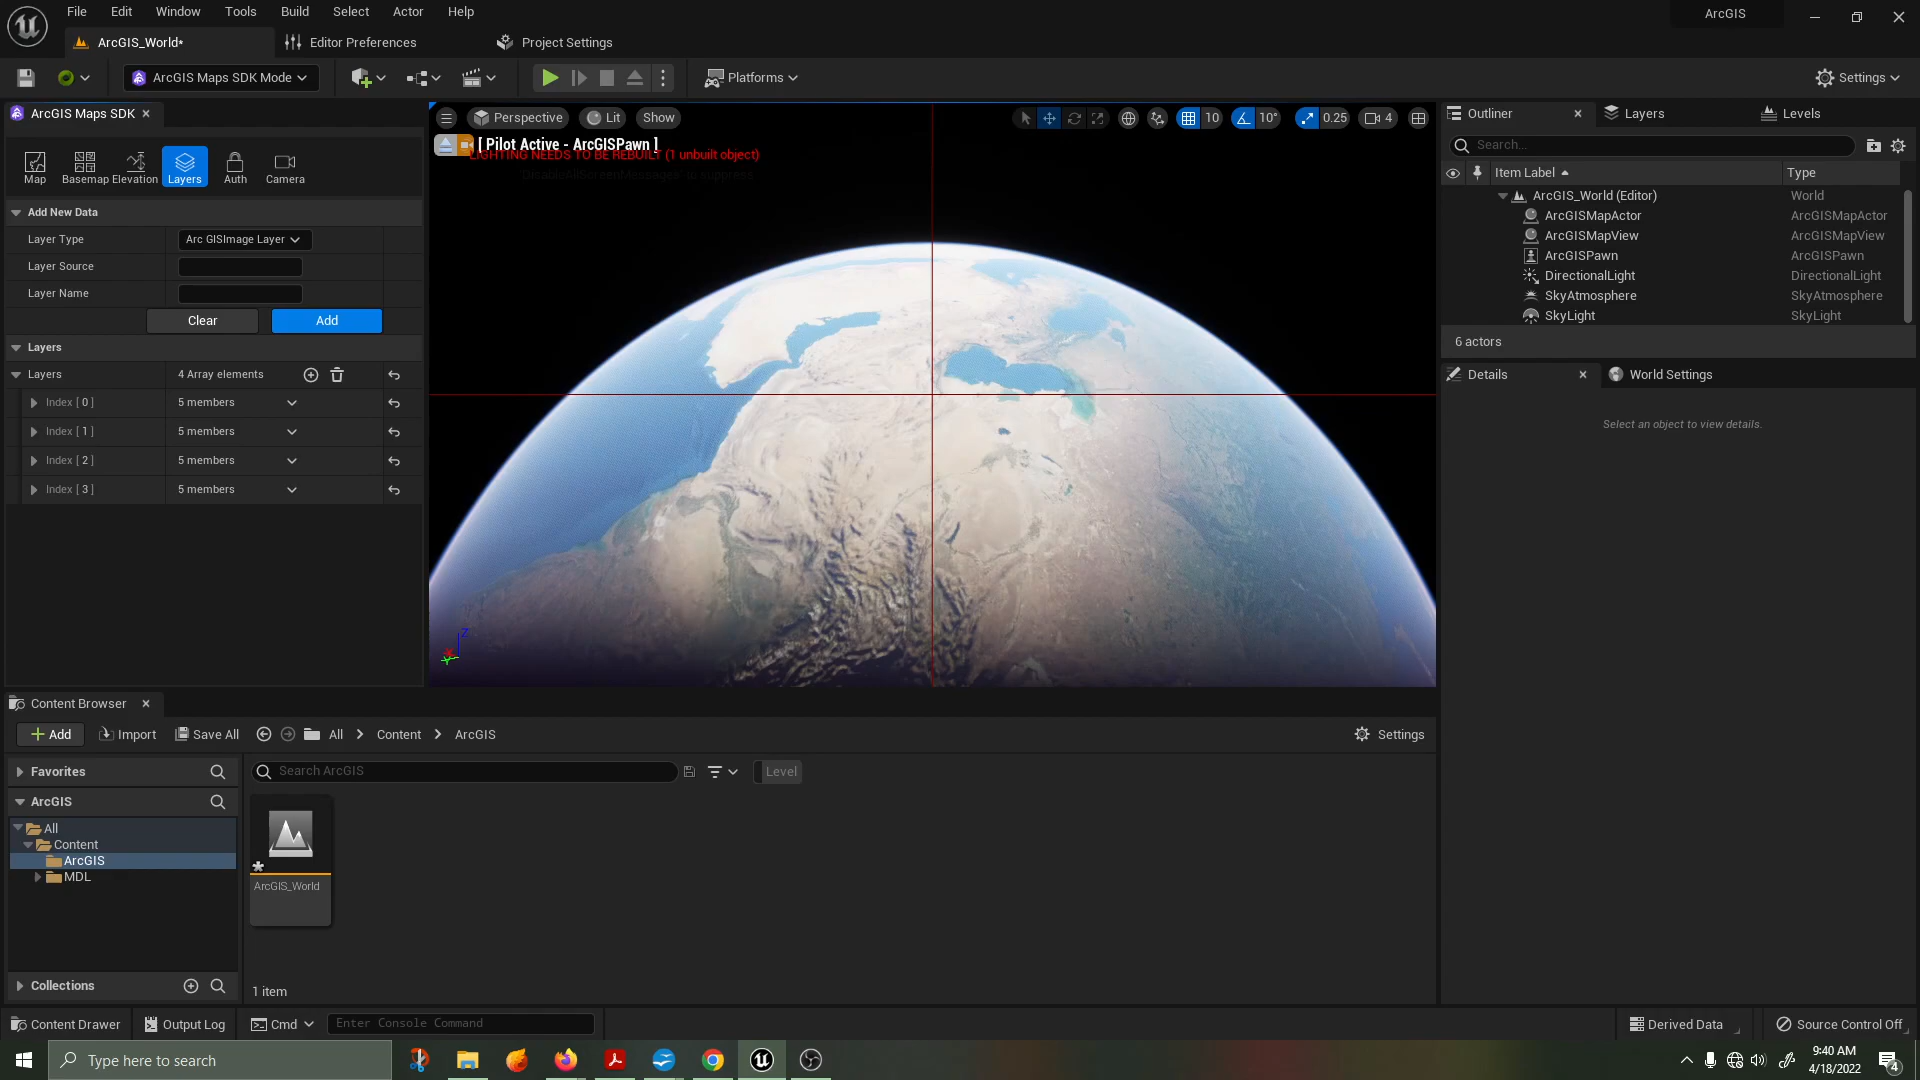 File Edit Window Tools Build Select Actor Help
ArcGIS
ArcGIS_World*
Editor Preferences
Project Settings
ArcGIS Maps SDK Mode
Platforms
Settings
ArcGIS Maps SDK
Map
Basemap
Elevation
Layers
Auth
Camera
Add New Data
Layer Type
Arc GISImage Layer
Layer Source
Layer Name
Clear
Add
Layers
Layers
4 Array elements
Index [ 0 ]
5 members
Index [ 1 ]
5 members
Index [ 2 ]
5 members
Index [ 3 ]
5 members
Perspective
Lit
Show
10
10°
0.25
4
[ Pilot Active - ArcGISPawn ]
LIGHTING NEEDS TO BE REBUILT (1 unbuilt object)
'DisableAllScreenMessages' to suppress
Z
Outliner
Layers
Levels
Search...
Item Label
Type
ArcGIS_World (Editor)
World
ArcGISMapActor
ArcGISMapActor
ArcGISMapView
ArcGISMapView
ArcGISPawn
ArcGISPawn
DirectionalLight
DirectionalLight
SkyAtmosphere
SkyAtmosphere
SkyLight
SkyLight
6 actors
Details
World Settings
Select an object to view details.
Content Browser
Add
Import
Save All
All
Content
ArcGIS
Settings
Favorites
ArcGIS
All
Content
ArcGIS
MDL
Collections
Search ArcGIS
Level
ArcGIS_World
1 item
Content Drawer
Output Log
Cmd
Enter Console Command
Derived Data
Source Control Off
Type here to search
9:40 AM
4/18/2022
4